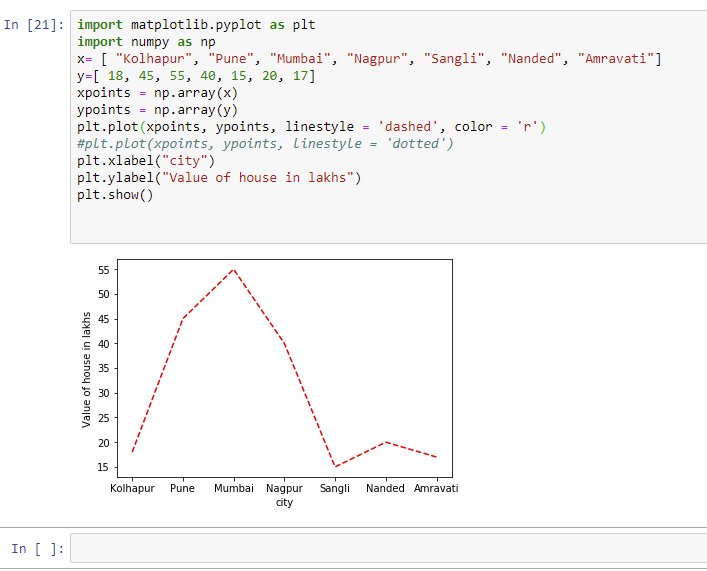 In [21]: import matplotlib.pyplot as plt
import numpy as np
x= [ "Kolhapur", "Pune", "Mumbai", "Nagpur", "Sangli", "Nanded", "Amravati"]
y=[ 18, 45, 55, 40, 15, 20, 17]
xpoints = np.array(x)
ypoints = np.array(y)
plt.plot(xpoints, ypoints, linestyle = 'dashed', color = 'r')
#plt.plot(xpoints, ypoints, linestyle = 'dotted')
plt.xlabel("city")
plt.ylabel("Value of house in lakhs")
plt.show()
Value of house in lakhs
55
50
45
40
35
30
25
20
15
Kolhapur Pune Mumbai Nagpur Sangli Nanded Amravati
city
In [ ]: